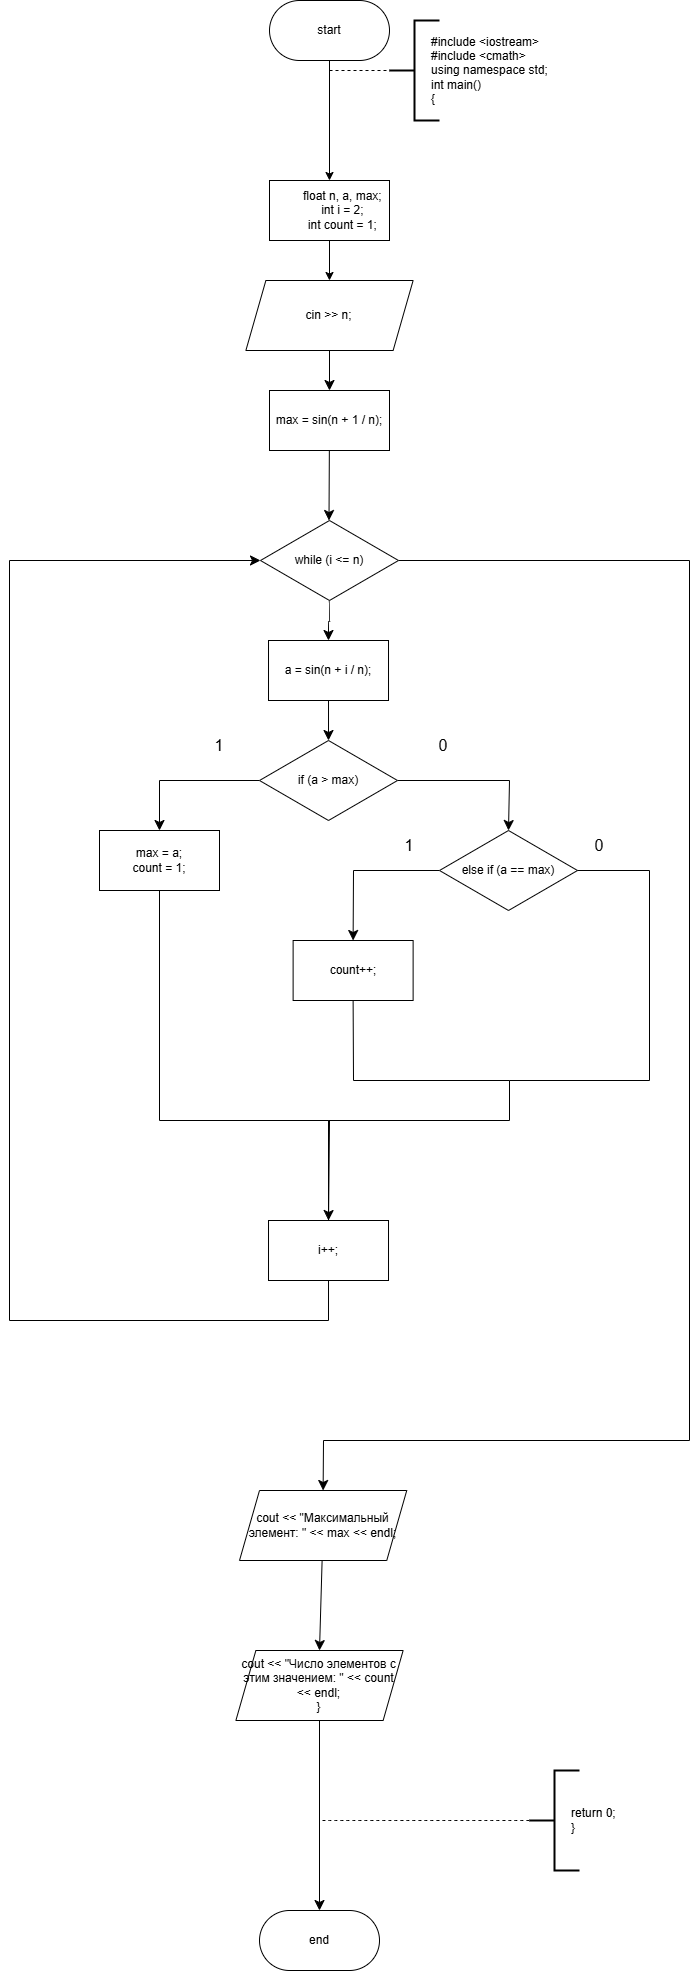 start
#include <iostream>
#include <cmath>
using namespace std;
int main()
{
float n, a, max;
int i = 2;
int count = 1;
cin >> n;
max = sin(n + 1 / n);
while (i <= n)
a = sin(n + i / n);
1
0
if (a > max)
max = a;
count = 1;
1
0
else if (a == max)
count++;
i++;
cout << "Максимальный
элемент: " << max << endl;
cout << "Число элементов с
этим значением: " << count
<< endl;
}
return 0;
}
end